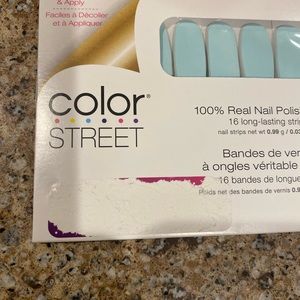 & Apply
Faciles à Décoller
et à Appliquer
color®
STREET
100% Real Nail Polis
16 long-lasting strip
nail strips net wt 0.99 g / 0.03
Bandes de ver
à ongles véritable
16 bandes de longue
Poids net des bandes de vernis 0.9